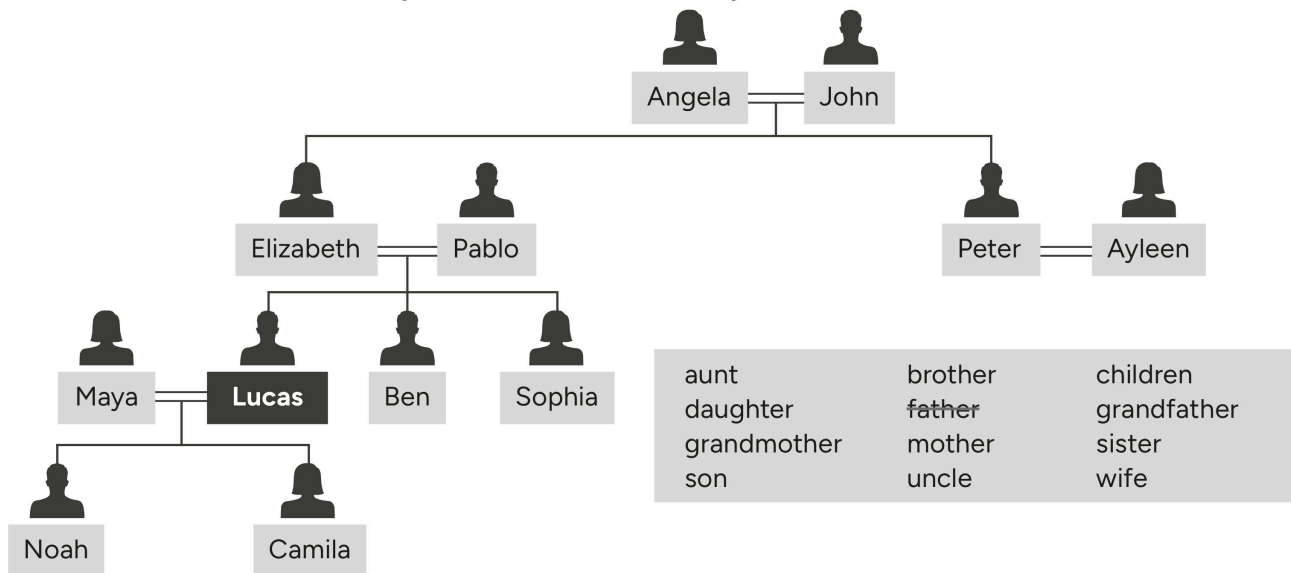 Angela John
Elizabeth Pablo Peter Ayleen
Maya Lucas Ben Sophia
aunt brother children
daughter father grandfather
grandmother mother sister
son uncle wife
Noah Camila